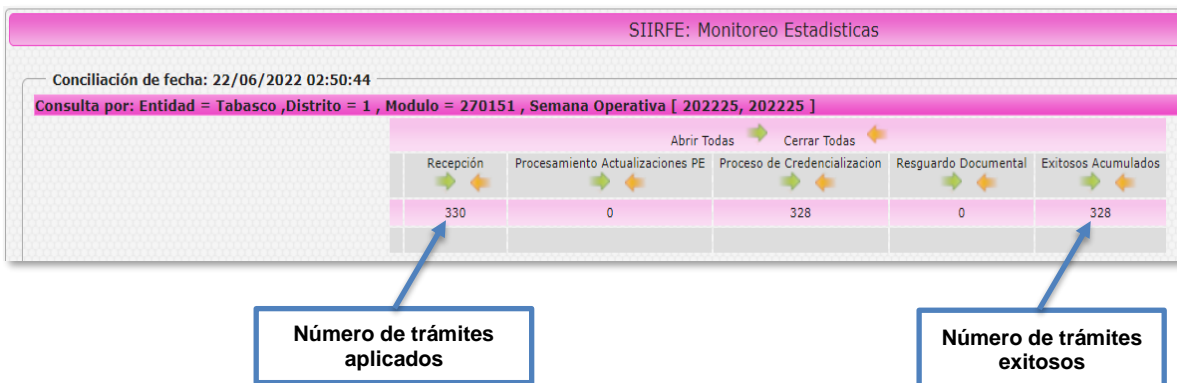 SIIRFE: Monitoreo Estadisticas
Conciliación de fecha: 22/06/2022 02:50:44
Consulta por: Entidad = Tabasco ,Distrito = 1 , Modulo = 270151 , Semana Operativa [ 202225, 202225 ]
Abrir Todas Cerrar Todas
Recepción Procesamiento Actualizaciones PE Proceso de Credencializacion Resguardo Documental Exitosos Acumulados
330 0 328 0 328
Número de trámites
aplicados
Número de trámites
exitosos